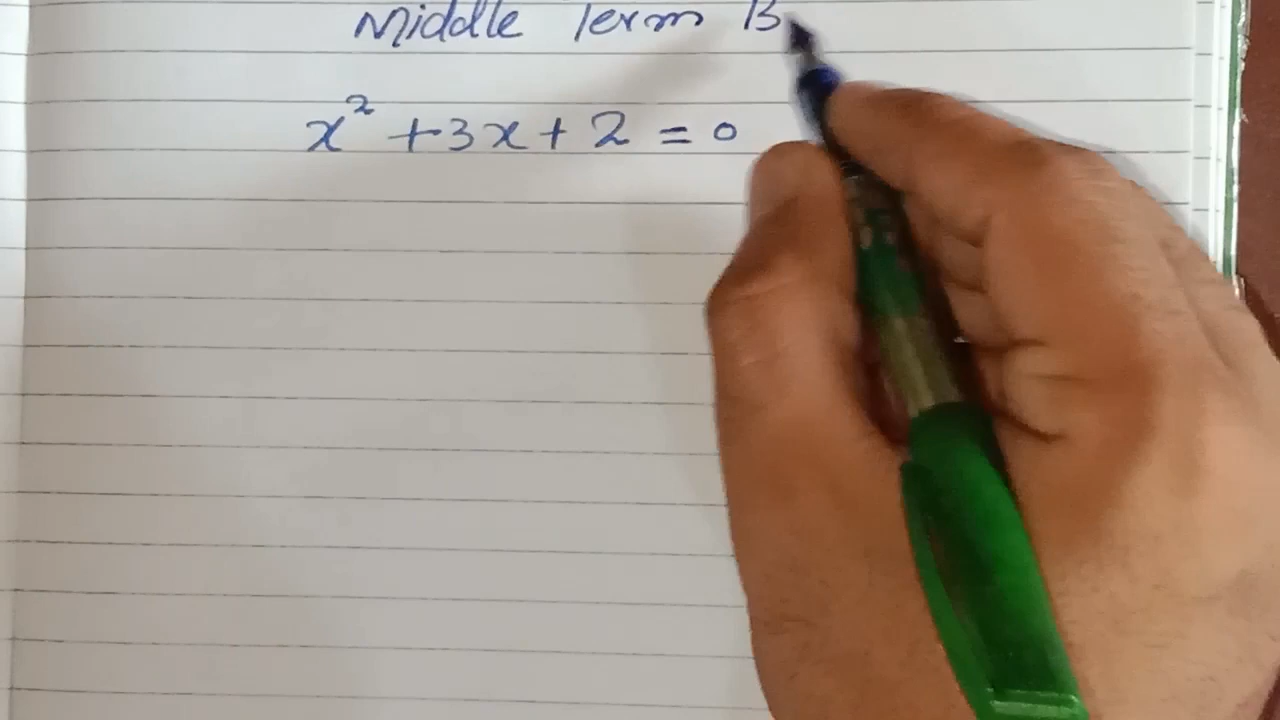 Middle Term B
x² + 3x + 2 = 0